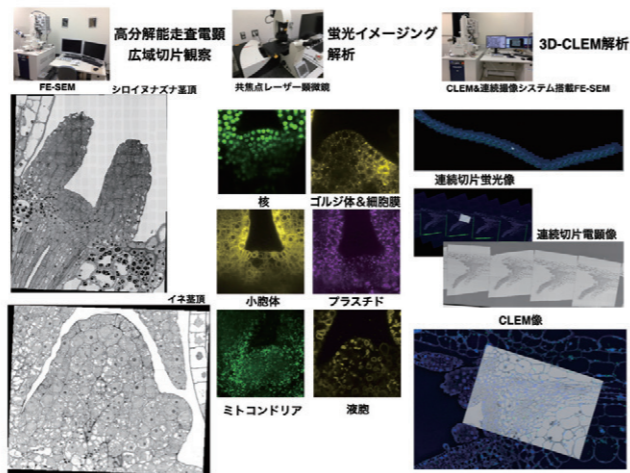 高分解能走査電顕
広域切片観察
FE-SEM
シロイヌナズナ茎頂
イネ茎頂
蛍光イメージング
解析
共焦点レーザー顕微鏡
核
ゴルジ体&細胞膜
小胞体
プラスチド
ミトコンドリア
液胞
3D-CLEM解析
CLEM&連続撮像システム搭載FE-SEM
連続切片蛍光像
連続切片電顕像
CLEM像